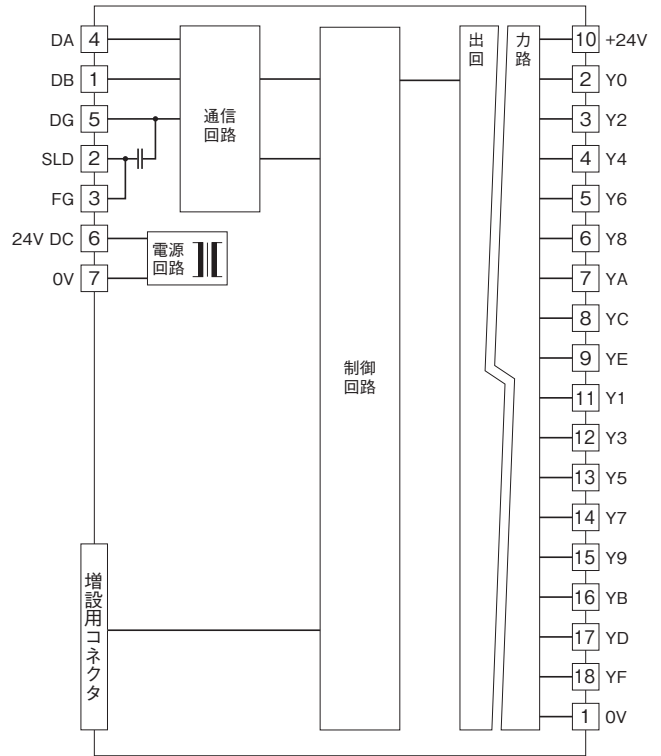 DA 4
DB 1
DG 5
SLD 2
FG 3
24V DC 6
0V 7
通信
回路
電源
回路
増設用コネクタ
制御
回路
出 力
回 路
10 +24V
2 Y0
3 Y2
4 Y4
5 Y6
6 Y8
7 YA
8 YC
9 YE
11 Y1
12 Y3
13 Y5
14 Y7
15 Y9
16 YB
17 YD
18 YF
1 0V